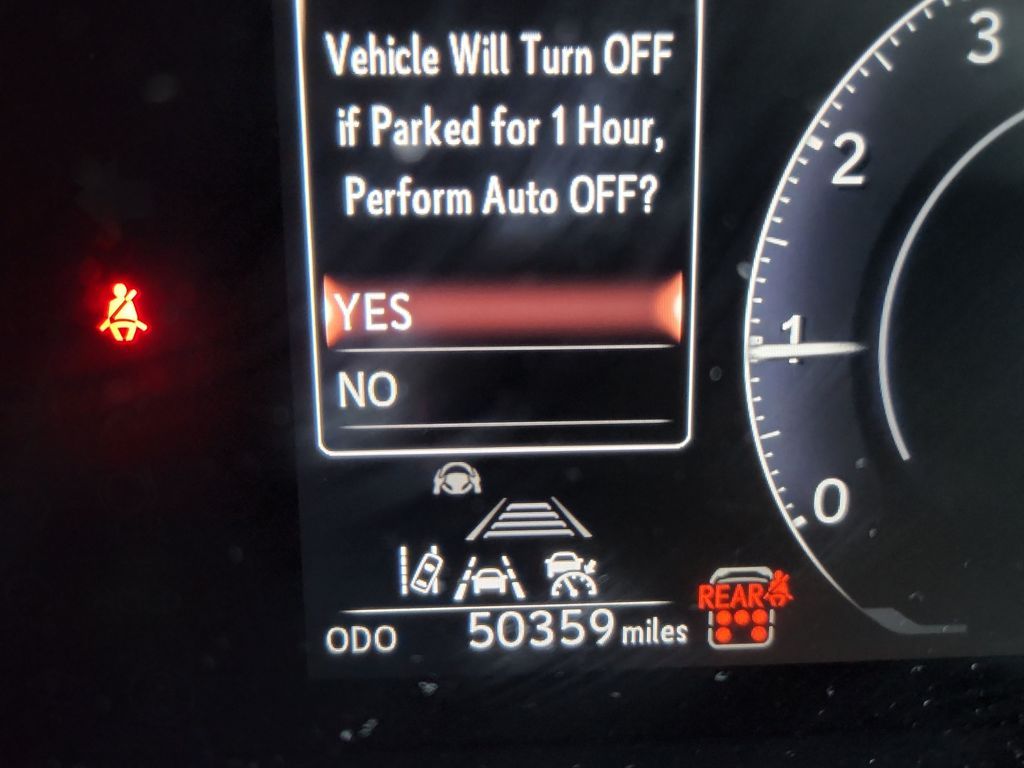 Vehicle Will Turn OFF
if Parked for 1 Hour,
Perform Auto OFF?
YES
NO
3
2
1
0
REAR
ODO 50359 miles